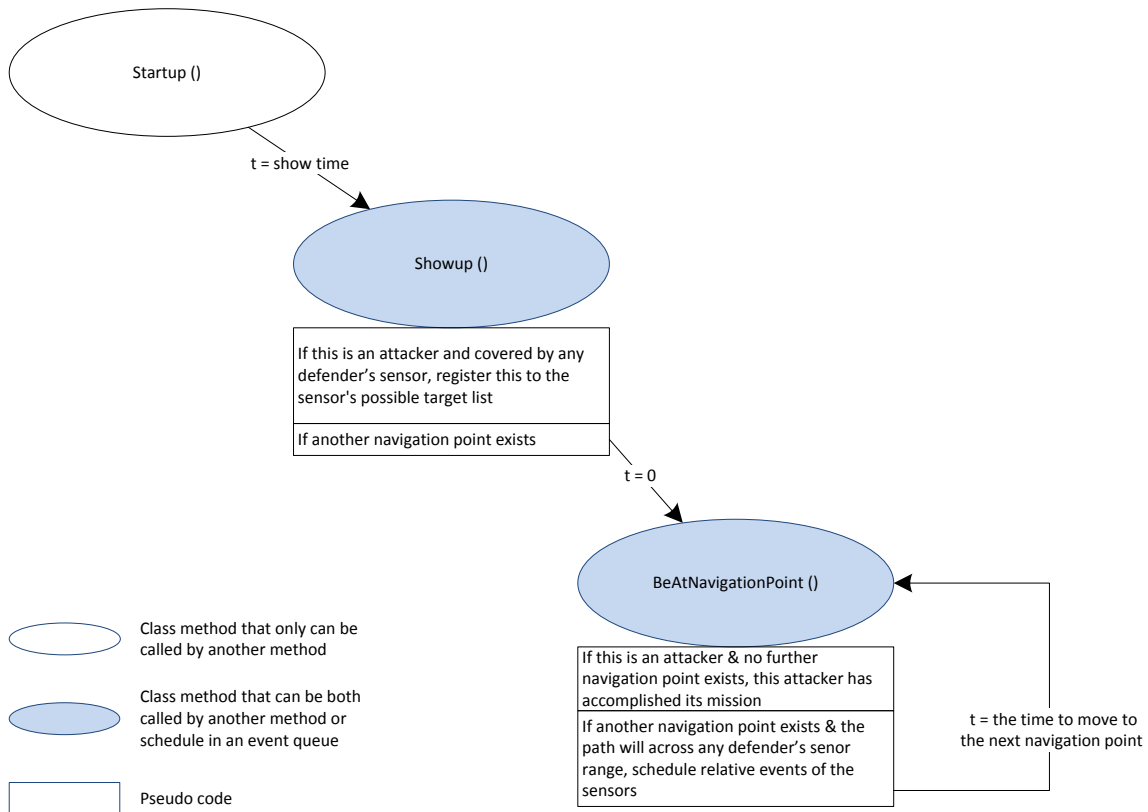 Startup ()
t = show time
Showup ()
If this is an attacker and covered by any
defender's sensor, register this to the
sensor's possible target list
If another navigation point exists
t = 0
BeAtNavigationPoint ()
If this is an attacker & no further
navigation point exists, this attacker has
accomplished its mission
If another navigation point exists & the
path will across any defender's senor
range, schedule relative events of the
sensors
t = the time to move to
the next navigation point
Class method that only can be
called by another method
Class method that can be both
called by another method or
schedule in an event queue
Pseudo code